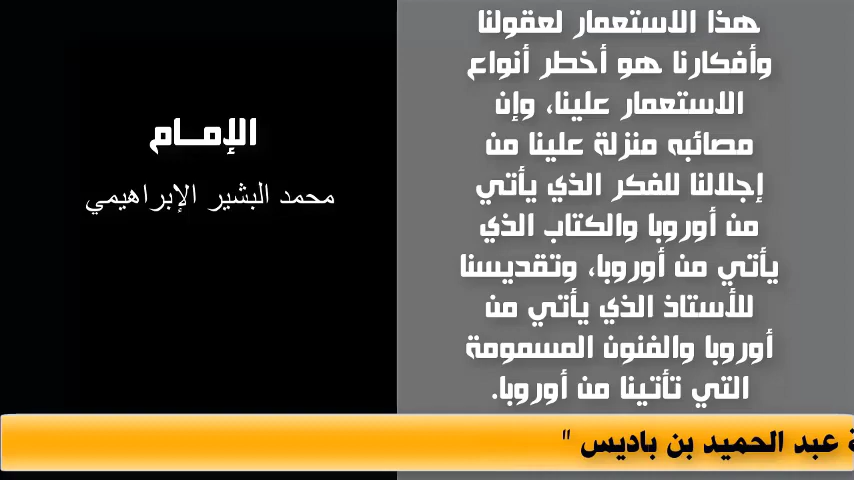 الإمــام
محمد البشير الإبراهيمي
هذا الاستعمار لعقولنا
وأفكارنا هو أخطر أنواع
الاستعمار علينا، وإن
مصائبه منزلة علينا من
إجلالنا للفكر الذي يأتي
من أوروبا والكتاب الذي
يأتي من أوروبا، وتقديسنا
للأستاذ الذي يأتي من
أوروبا والفنون المسمومة
التي تأتينا من أوروبا.
ة عبد الحميد بن باديس "